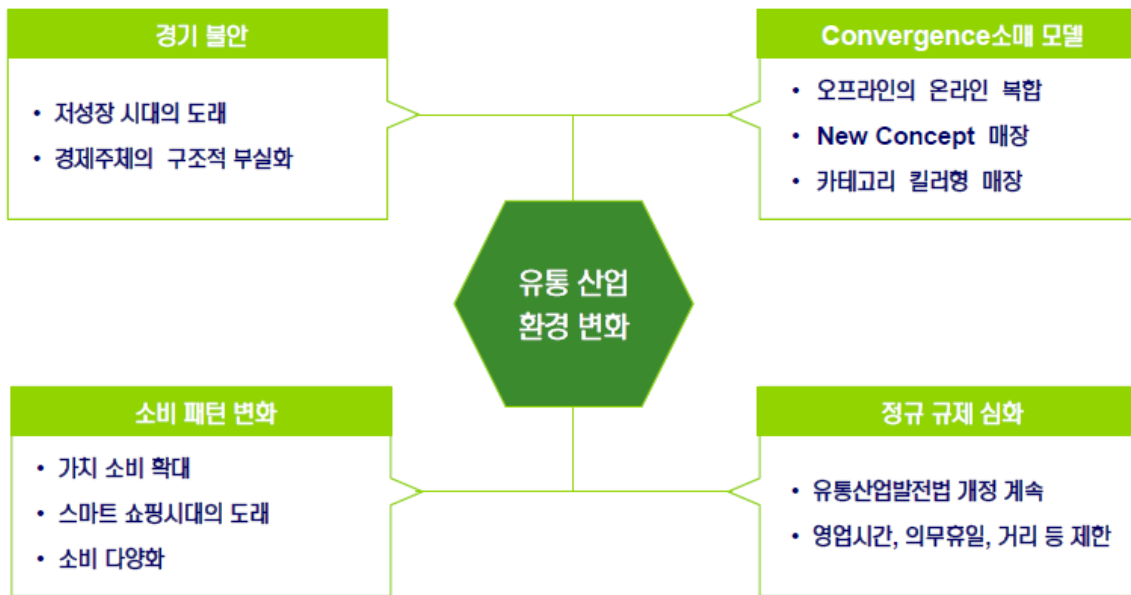 경기 불안
• 저성장 시대의 도래
• 경제주체의 구조적 부실화
Convergence소매 모델
• 오프라인의 온라인 복합
• New Concept 매장
• 카테고리 킬러형 매장
유통 산업
환경 변화
소비 패턴 변화
• 가치 소비 확대
• 스마트 쇼핑시대의 도래
• 소비 다양화
정규 규제 심화
• 유통산업발전법 개정 계속
• 영업시간, 의무휴일, 거리 등 제한